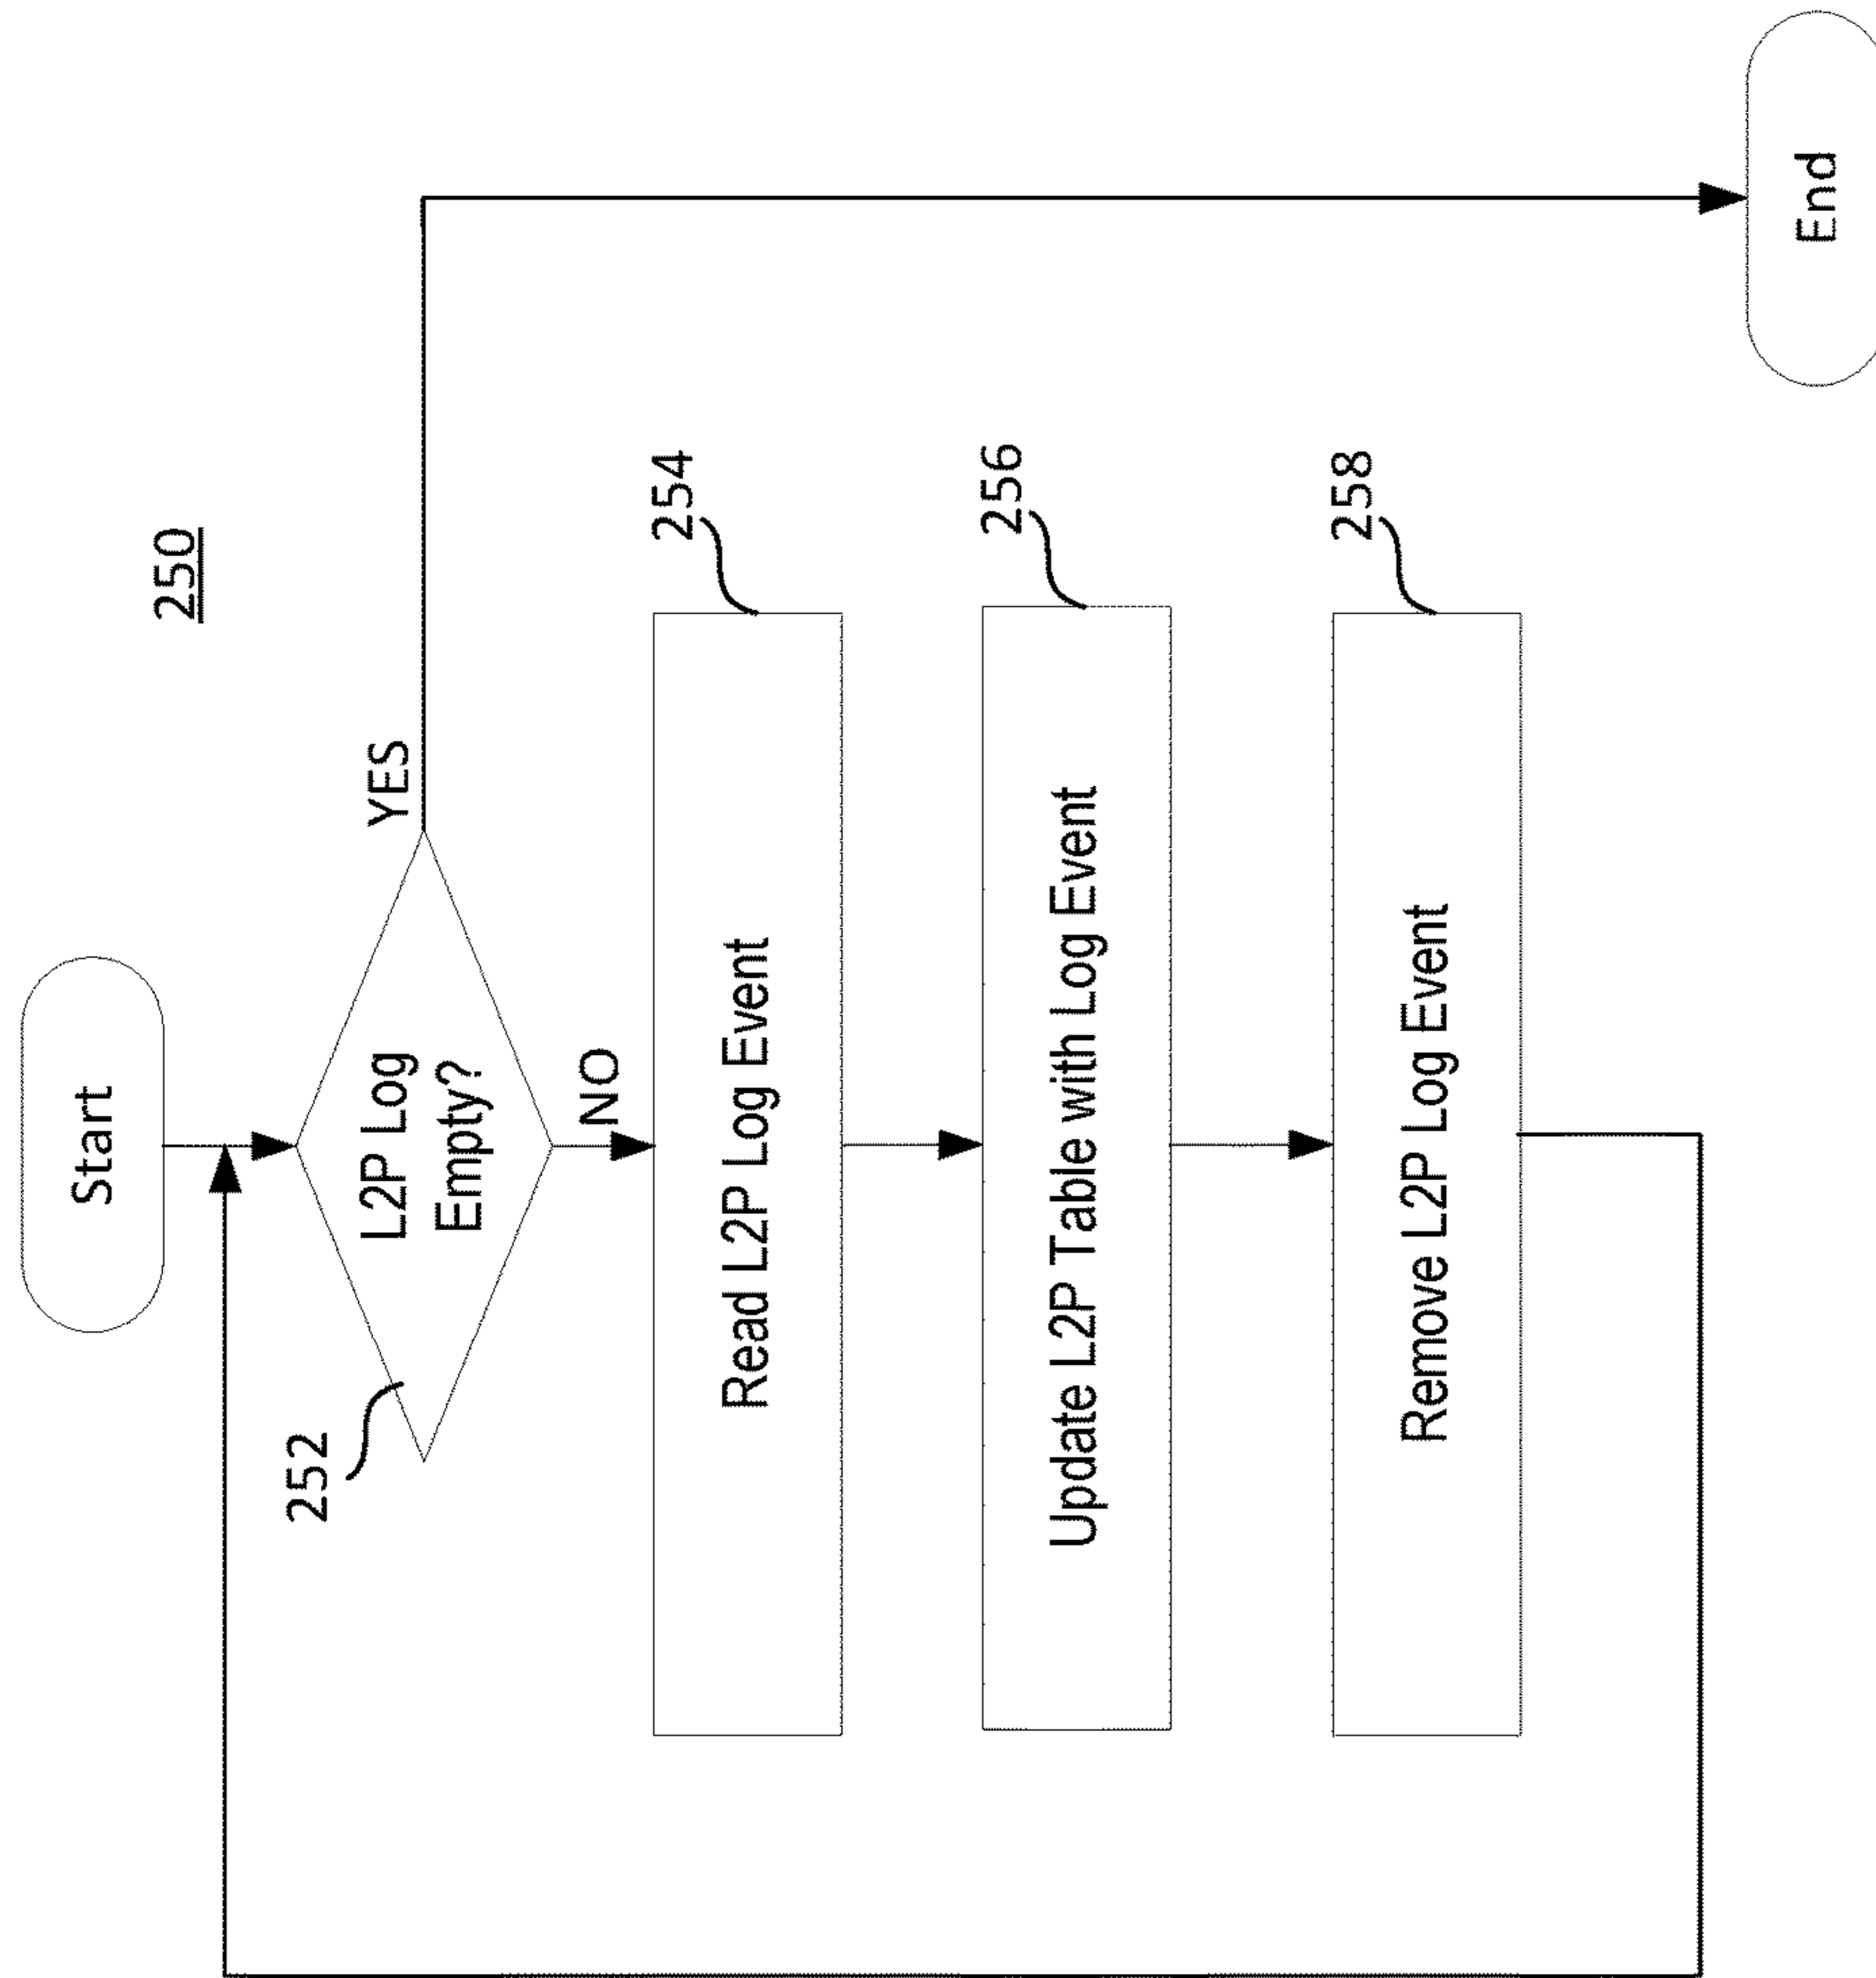 250
Start
252
L2P Log
Empty?
YES
NO
Read L2P Log Event
254
Update L2P Table with Log Event
256
Remove L2P Log Event
258
End